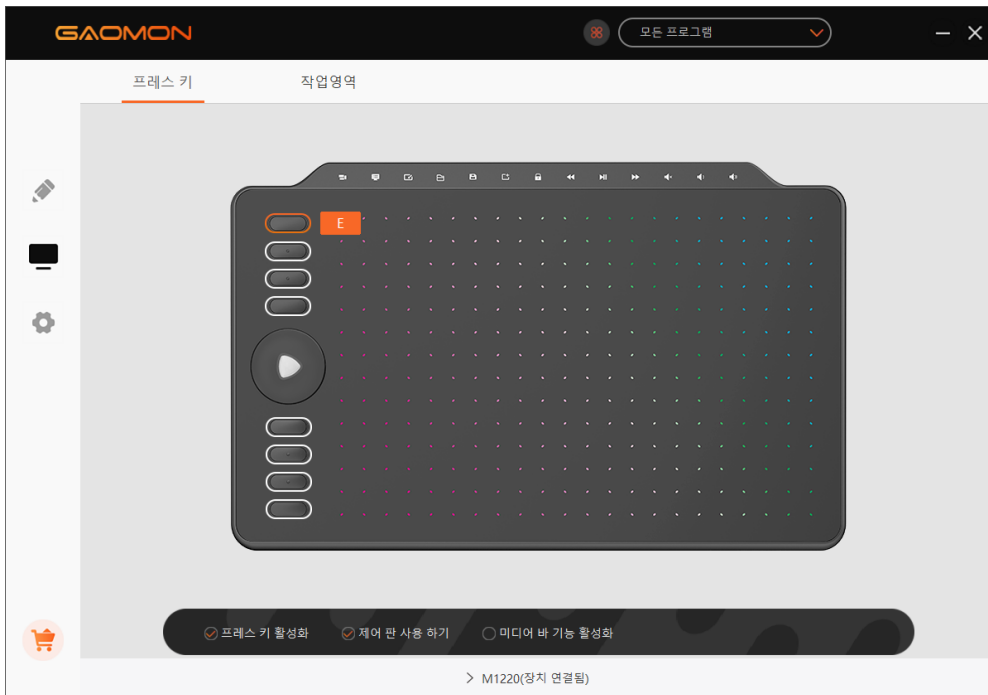 GAOMON
모든 프로그램
프레스 키
작업영역
E
프레스 키 활성화
제어 판 사용 하기
미디어 바 기능 활성화
M1220(장치 연결됨)